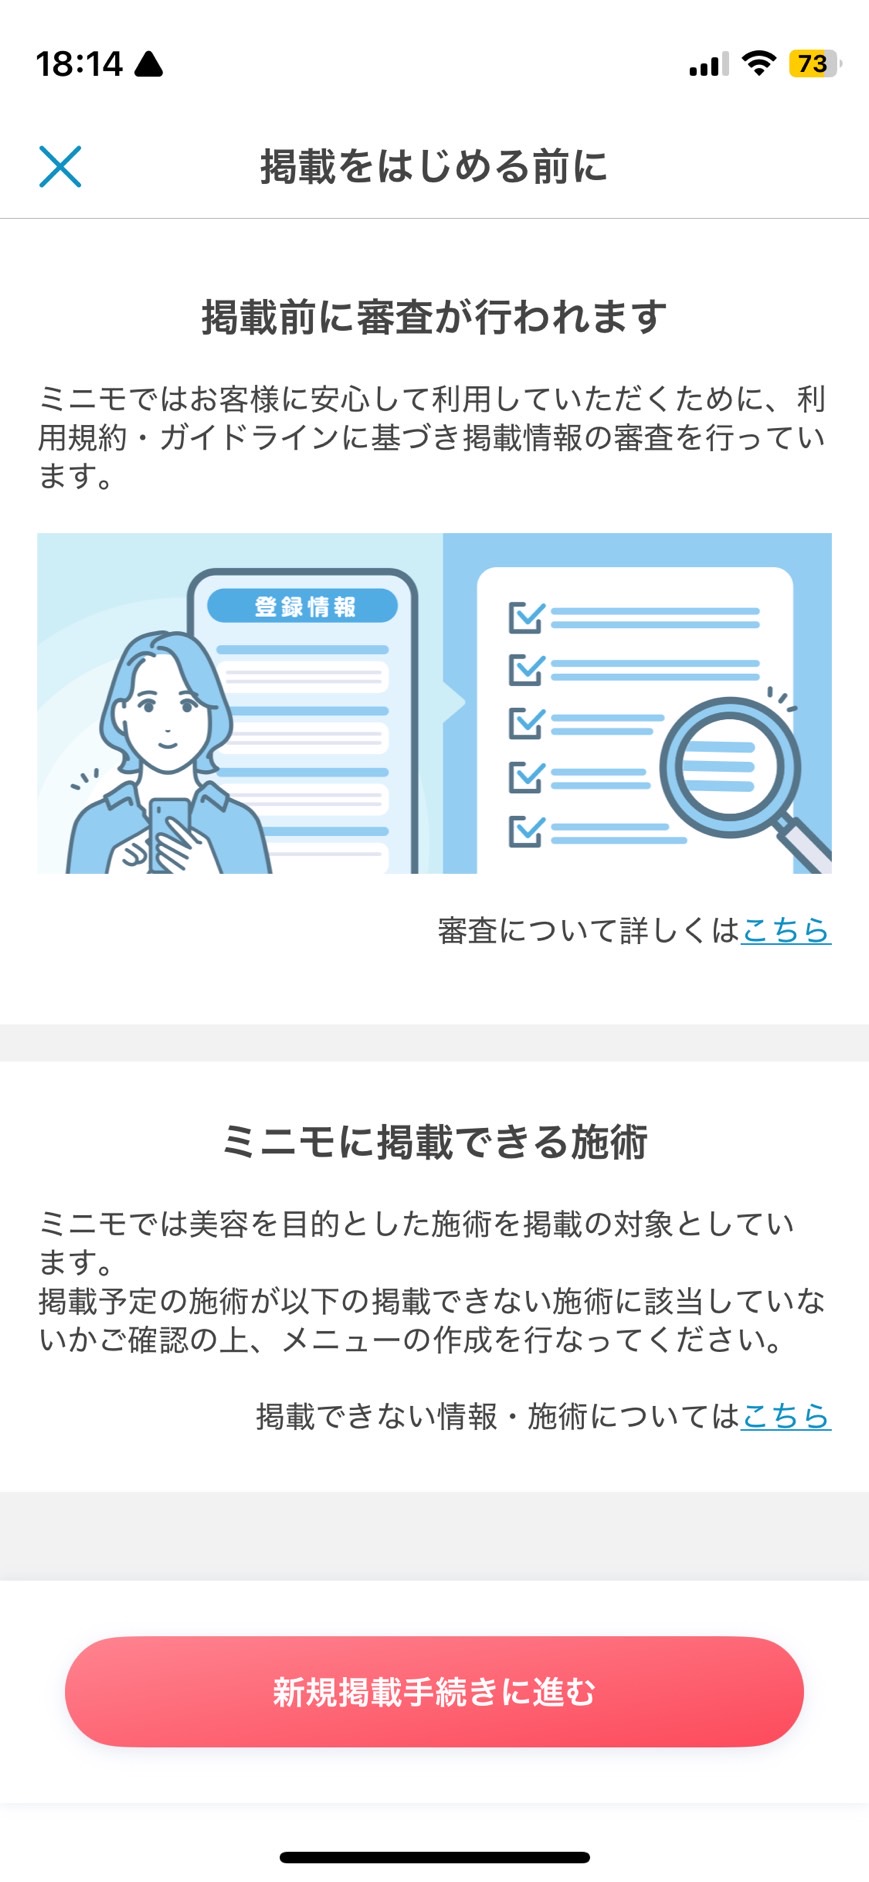 18:14
73
掲載をはじめる前に
掲載前に審査が行われます
ミニモではお客様に安心して利用していただくために、利
用規約・ガイドラインに基づき掲載情報の審査を行ってい
ます。
登録情報
審査について詳しくはこちら
ミニモに掲載できる施術
ミニモでは美容を目的とした施術を掲載の対象としてい
ます。
掲載予定の施術が以下の掲載できない施術に該当していな
いかご確認の上、メニューの作成を行なってください。
掲載できない情報・施術についてはこちら
新規掲載手続きに進む